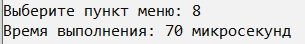 Выберите пункт меню: 8
Время выполнения: 70 микросекунд